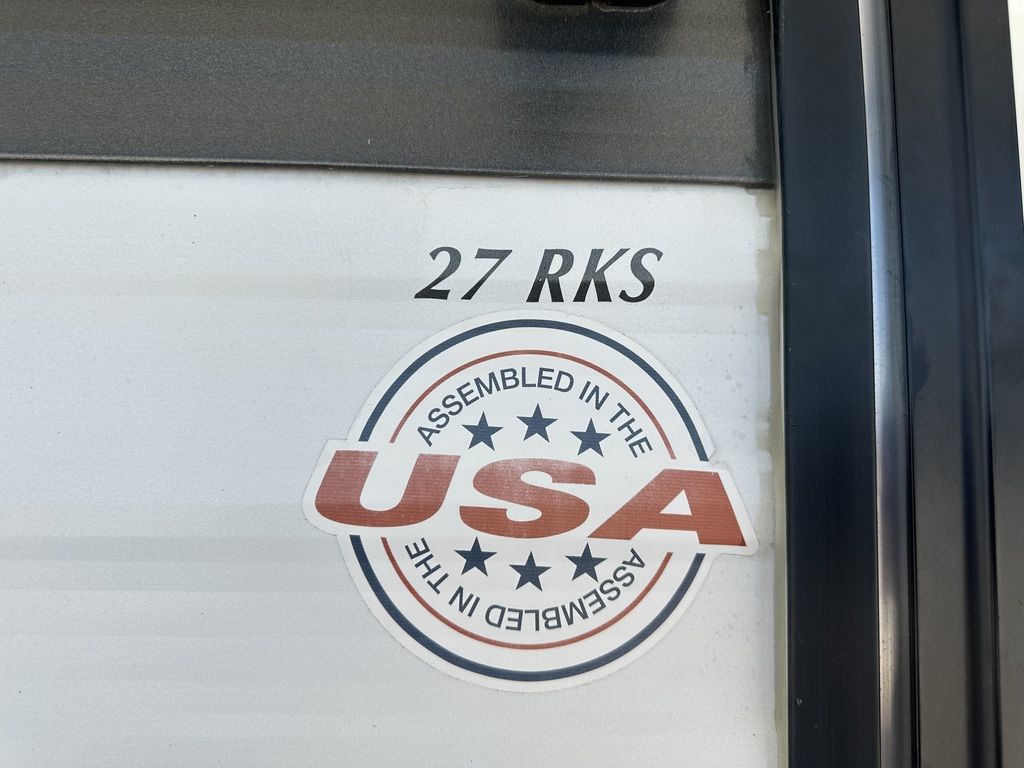 27 RKS
ASSEMBLED IN THE
USA
ASSEMBLED IN THE